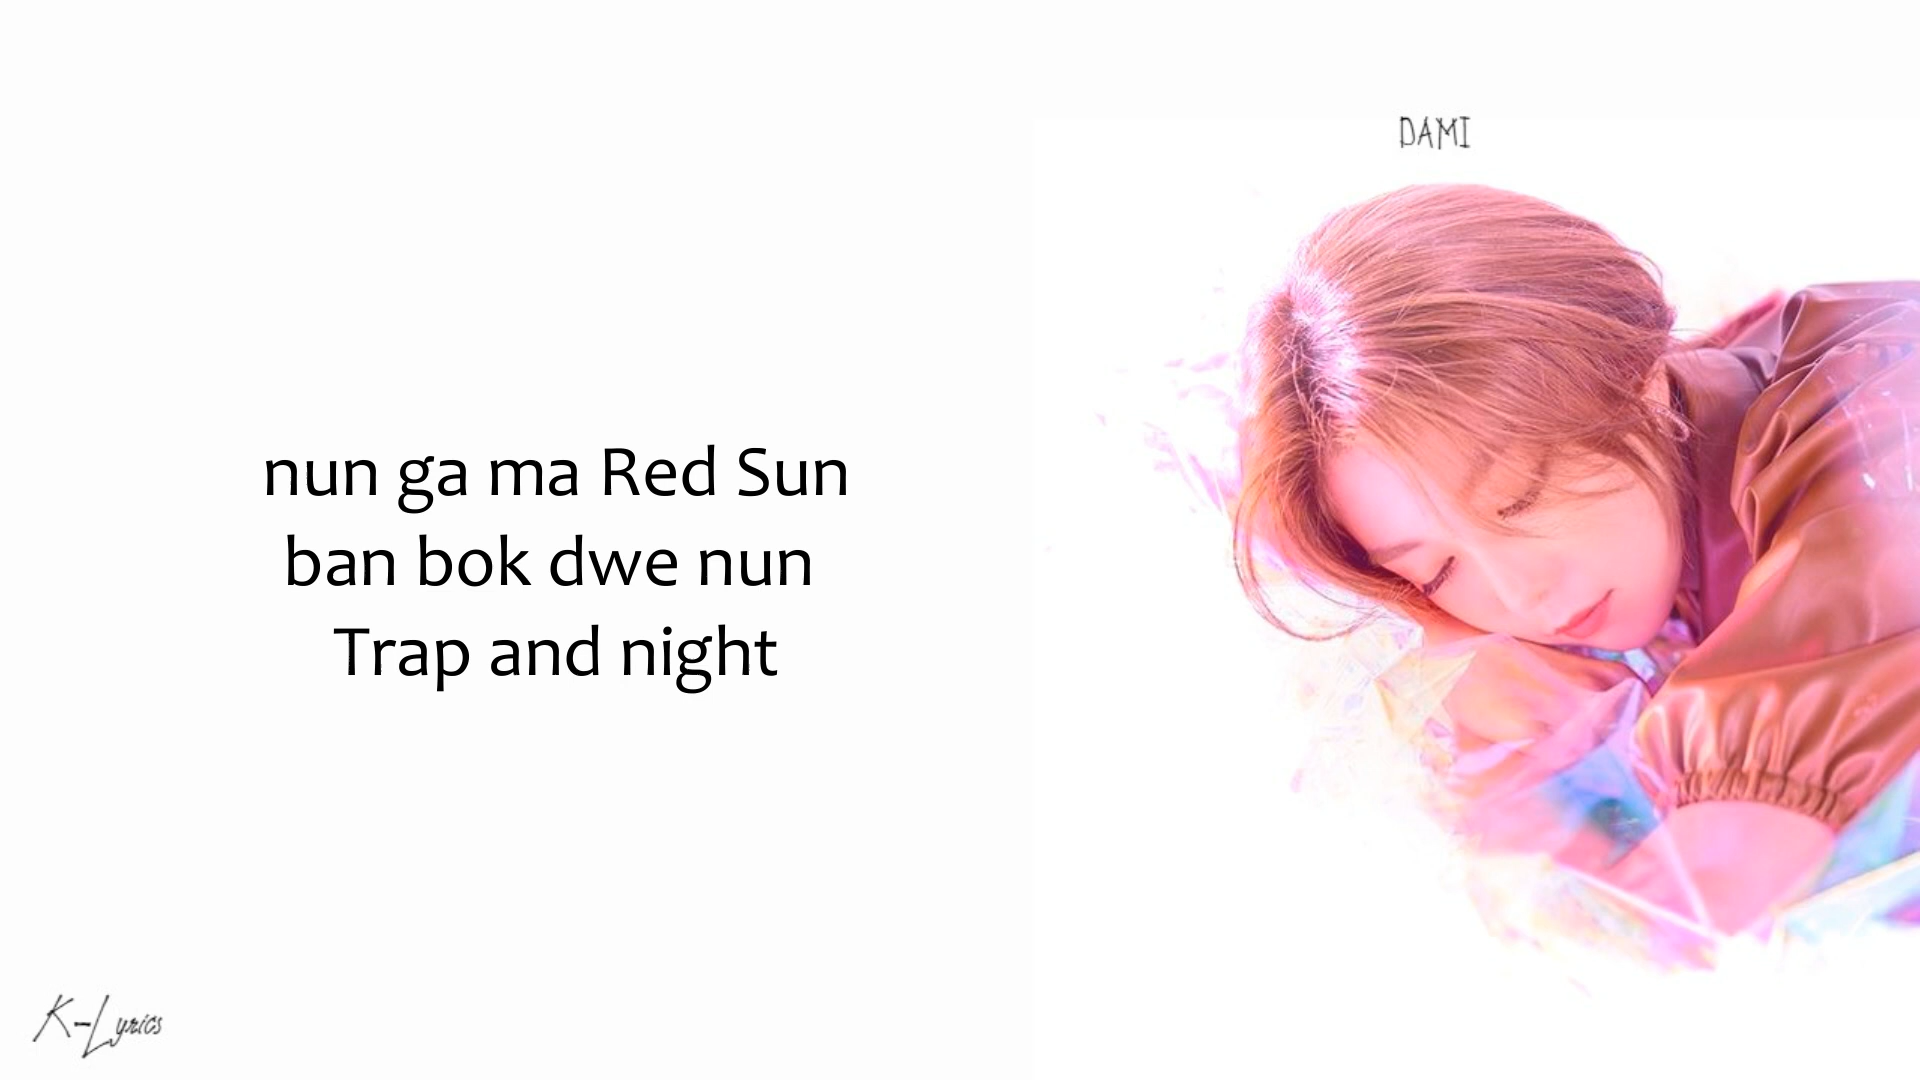 DAMI
nun ga ma Red Sun
ban bok dwe nun
Trap and night
K-Lyrics